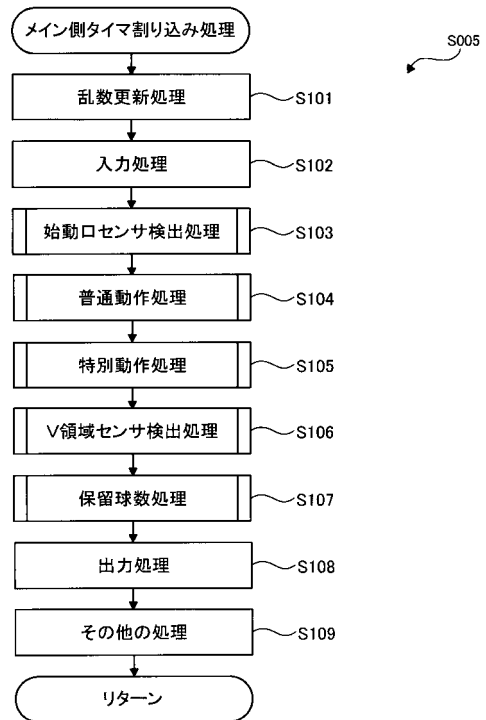 メイン側タイマ割り込み処理
S005
乱数更新処理
S101
入力処理
S102
始動口センサ検出処理
S103
普通動作処理
S104
特別動作処理
S105
V領域センサ検出処理
S106
保留球数処理
S107
出力処理
S108
その他の処理
S109
リターン